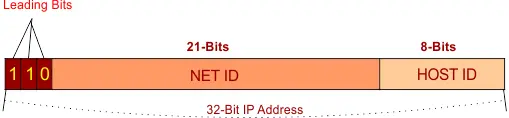 Leading Bits
21-Bits
8-Bits
1 1 0
NET ID
HOST ID
32-Bit IP Address